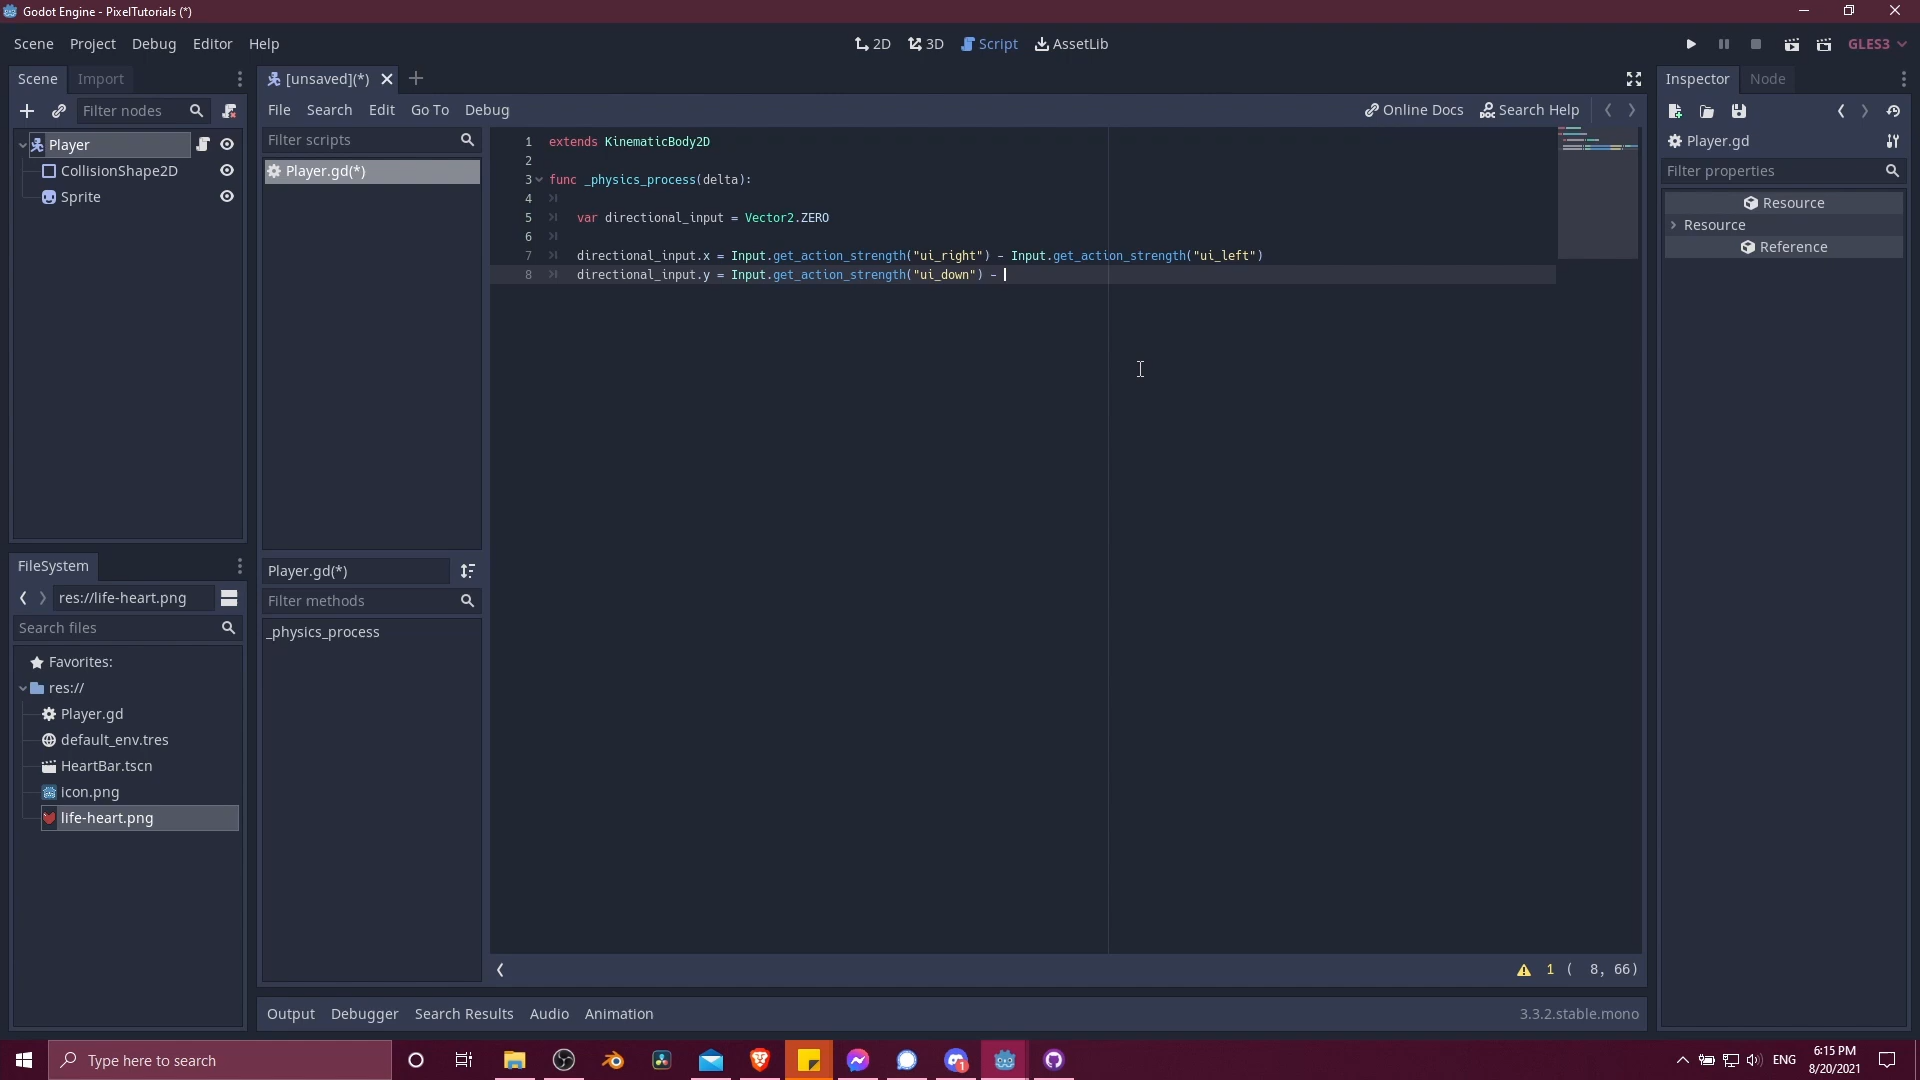 Godot Engine - PixelTutorials (*)
Scene Project Debug Editor Help
2D 3D Script AssetLib
GLES3
Scene Import
[unsaved](*)
Inspector Node
Filter nodes
File Search Edit Go To Debug
Online Docs Search Help
Player
CollisionShape2D
Sprite
Filter scripts
Player.gd(*)
1 extends KinematicBody2D
2
3 func _physics_process(delta):
4
5 var directional_input = Vector2.ZERO
6
7 directional_input.x = Input.get_action_strength("ui_right") - Input.get_action_strength("ui_left")
8 directional_input.y = Input.get_action_strength("ui_down") -
Player.gd
Filter properties
Resource
Resource
Reference
FileSystem
res://life-heart.png
Search files
Favorites:
res://
Player.gd
default_env.tres
HeartBar.tscn
icon.png
life-heart.png
Player.gd(*)
Filter methods
_physics_process
1 ( 8, 66)
Output Debugger Search Results Audio Animation
3.3.2.stable.mono
Type here to search
1
ENG
6:15 PM
8/20/2021